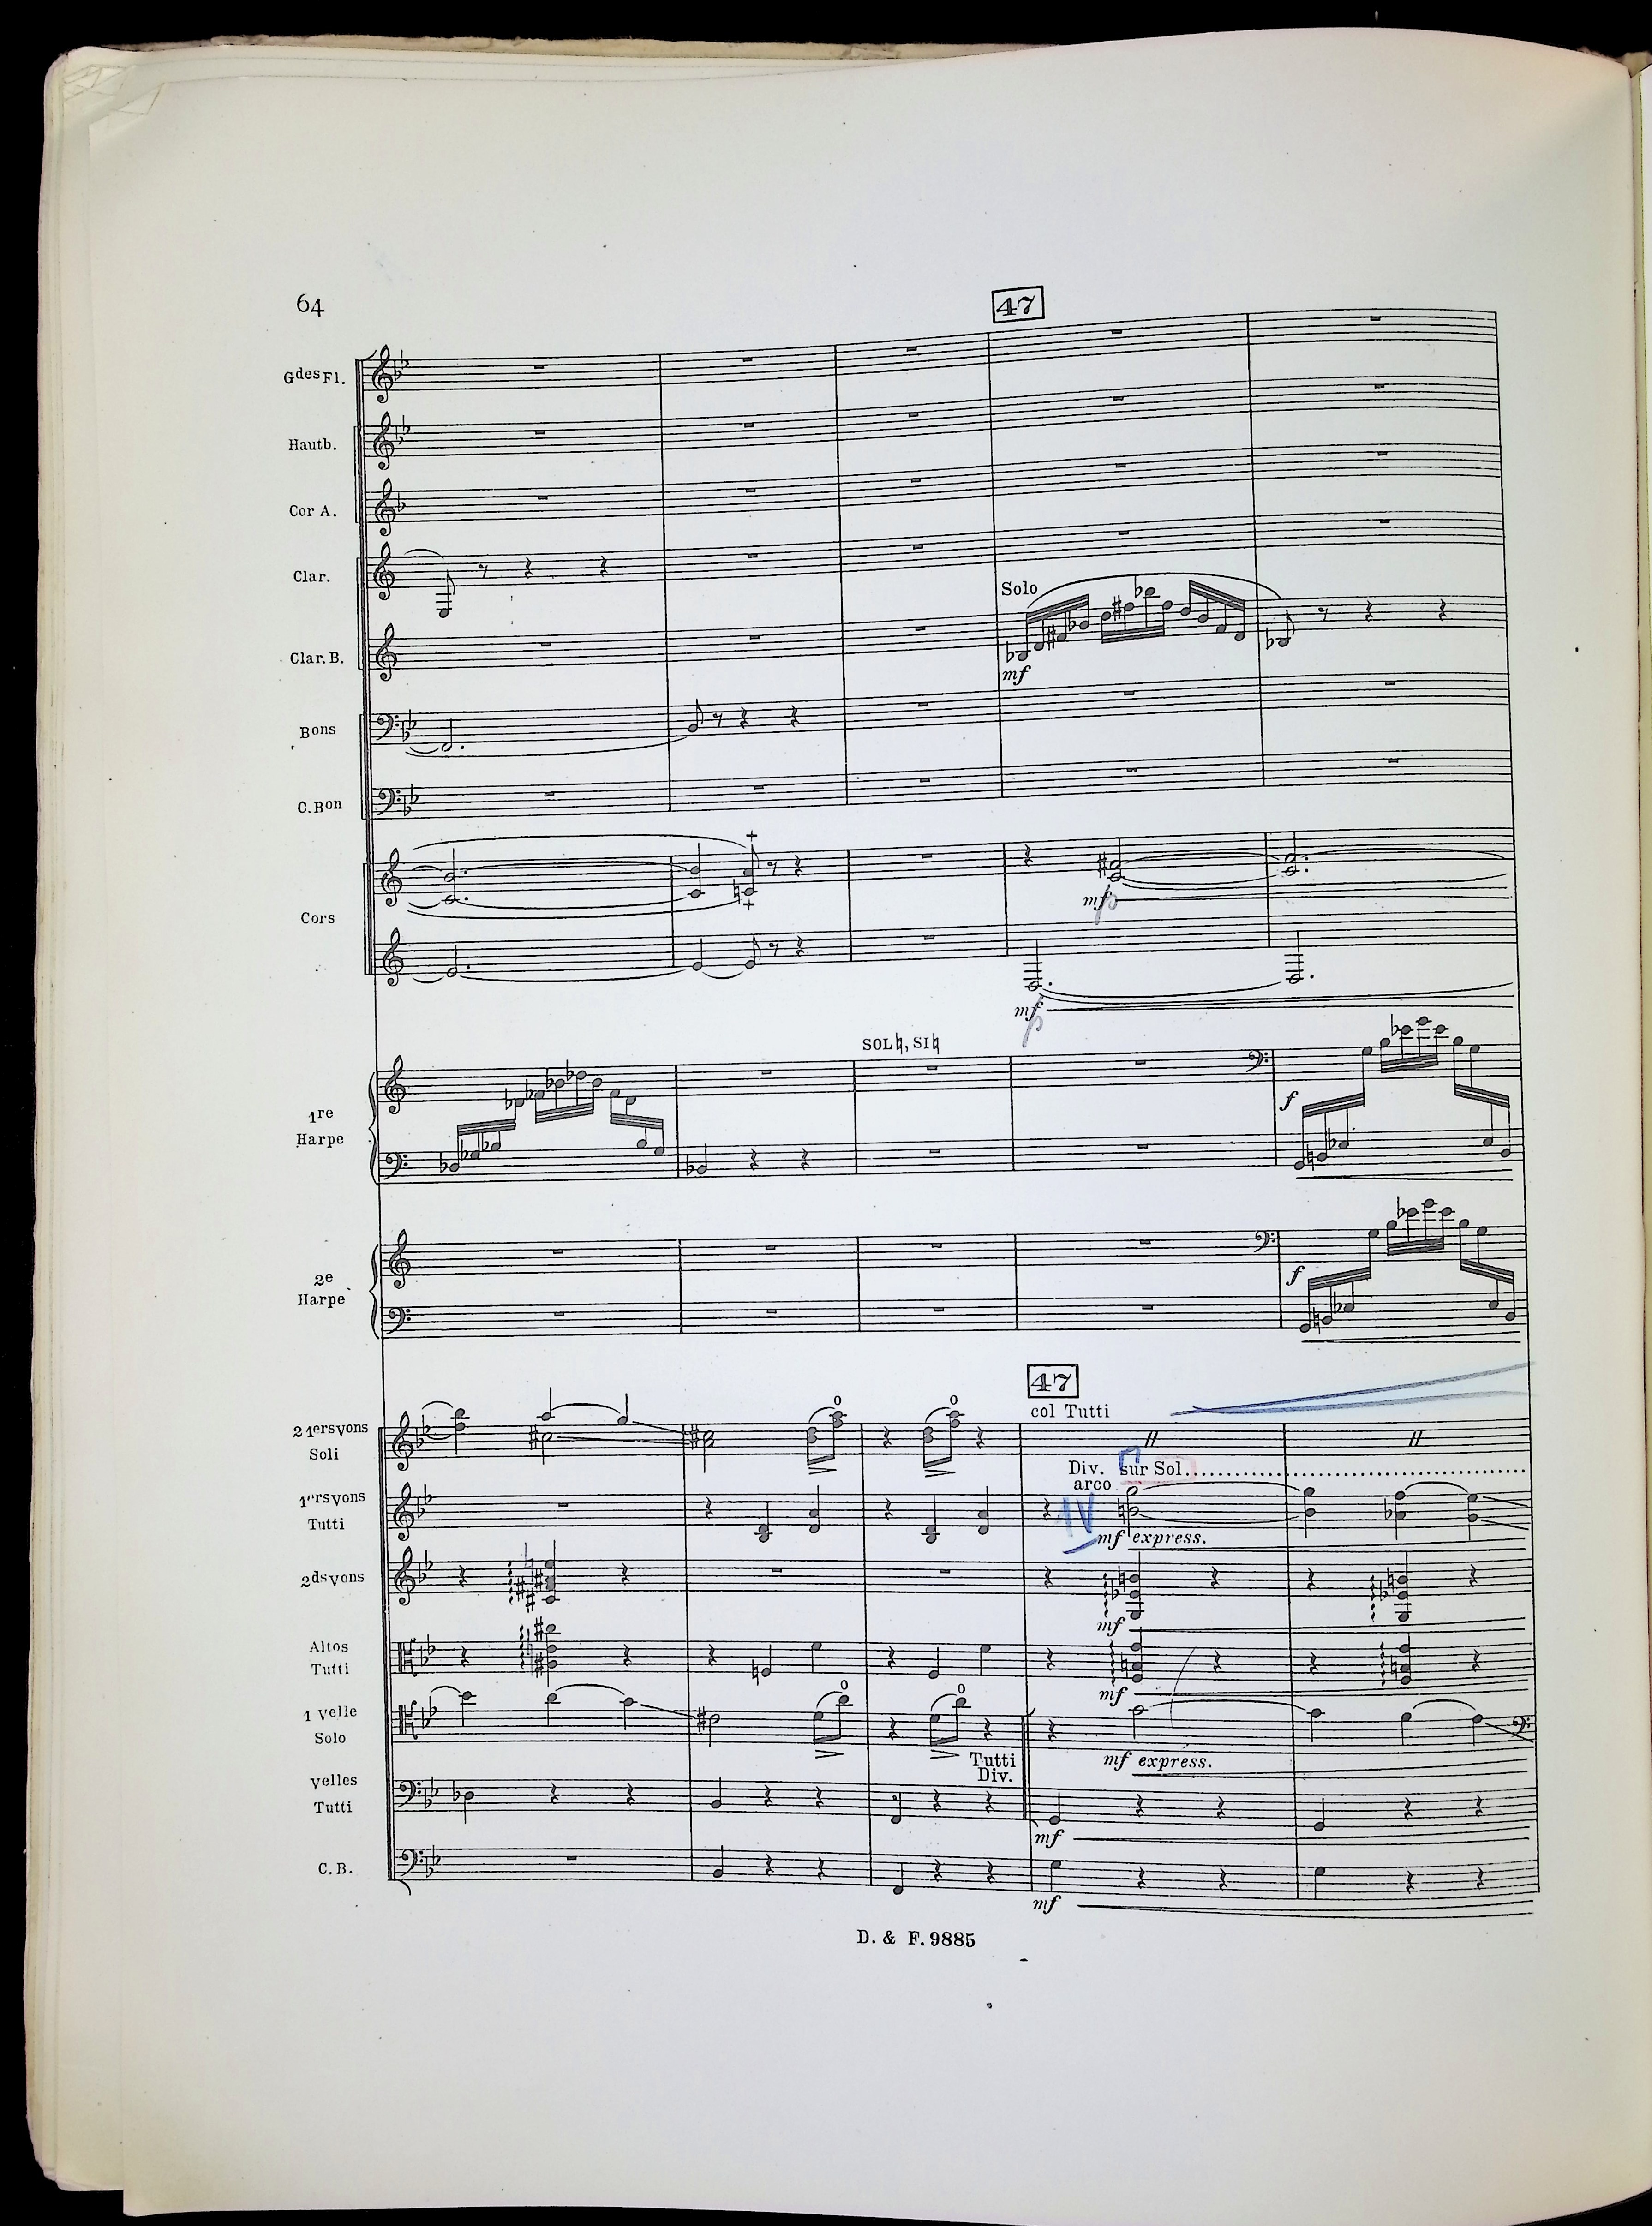 64
47
Gdes Fl.
Hautb.
Cor A.
Clar.
Solo
Clar. B.
mf
Bons
C. Bon
+
Cors
+
mf
p
mf
p
SOL♮, SI♮
1re
Harpe
f
2e
Harpe
f
47
col Tutti
2 1ers Vons
Soli
o o
Div. sur Sol
arco
1ers Vons
Tutti
IV
mf express.
2ds Vons
mf
Altos
Tutti
mf
1 Velle
Solo
o o
mf express.
Tutti
Div.
Velles
Tutti
mf
C. B.
mf
D. & F. 9885